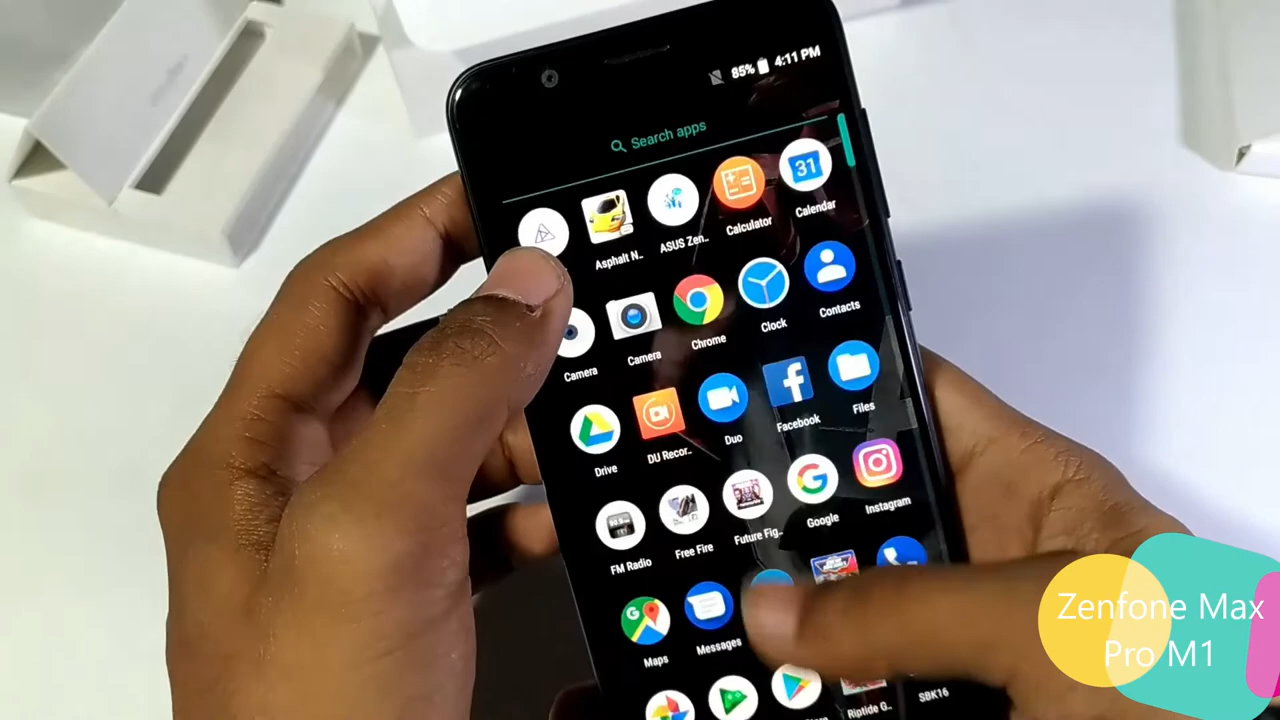 85% 4:11 PM
Search apps
31
Asphalt N..
ASUS Zen..
Calculator
Calendar
Camera
Camera
Chrome
Clock
Contacts
Drive
DU Recor..
Duo
Facebook
Files
FM Radio
Free Fire
Future Fig..
Google
Instagram
Maps
Messages
Riptide G..
SBK16
Zenfone Max
Pro M1